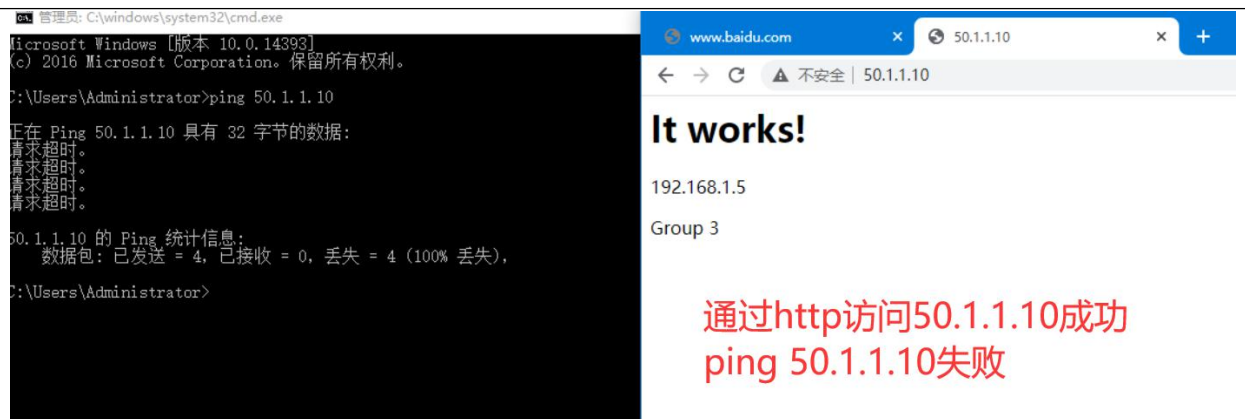 管理员: C:\windows\system32\cmd.exe
Microsoft Windows [版本 10.0.14393]
(c) 2016 Microsoft Corporation。保留所有权利。
C:\Users\Administrator>ping 50.1.1.10
正在 Ping 50.1.1.10 具有 32 字节的数据:
请求超时。
请求超时。
请求超时。
请求超时。
50.1.1.10 的 Ping 统计信息:
数据包: 已发送 = 4，已接收 = 0，丢失 = 4 (100% 丢失)，
C:\Users\Administrator>
www.baidu.com
50.1.1.10
不安全 | 50.1.1.10
It works!
192.168.1.5
Group 3
通过http访问50.1.1.10成功
ping 50.1.1.10失败